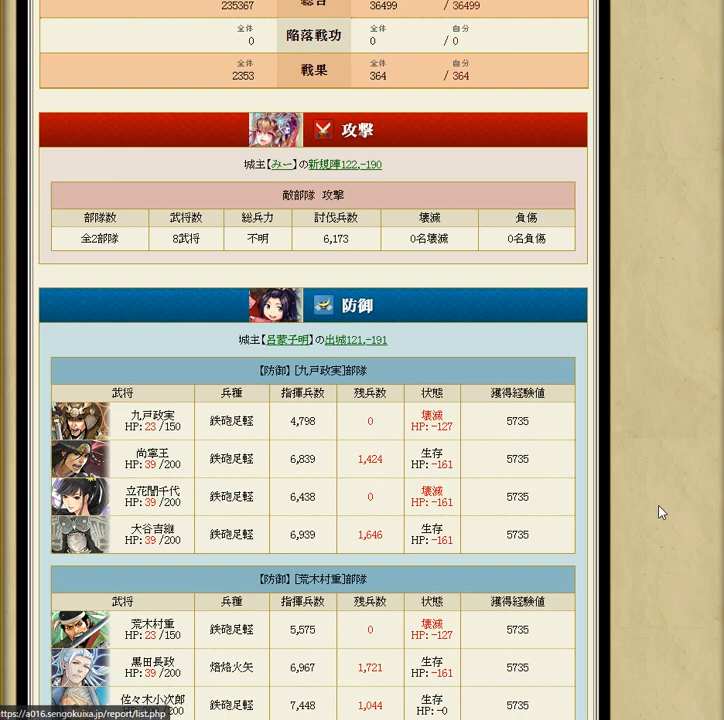 235367 総合 36499 / 36499
全体 全体 自分
0 陥落戦功 0 / 0
全体 全体 自分
2353 戦果 364 / 364
攻撃
城主【みー】の新規陣122,-190
敵部隊 攻撃
部隊数 武将数 総兵力 討伐兵数 壊滅 負傷
全2部隊 8武将 不明 6,173 0名壊滅 0名負傷
防御
城主【呂蒙子明】の出城121,-191
【防御】[九戸政実]部隊
武将 兵種 指揮兵数 残兵数 状態 獲得経験値
九戸政実 鉄砲足軽 4,798 0 壊滅 5735
HP: 23 /150 HP: -127
尚寧王 鉄砲足軽 6,839 1,424 生存 5735
HP: 39 /200 HP: -161
立花誾千代 鉄砲足軽 6,438 0 壊滅 5735
HP: 39 /200 HP: -161
大谷吉継 鉄砲足軽 6,939 1,646 生存 5735
HP: 39 /200 HP: -161
【防御】[荒木村重]部隊
武将 兵種 指揮兵数 残兵数 状態 獲得経験値
荒木村重 鉄砲足軽 5,575 0 壊滅 5735
HP: 23 /150 HP: -127
黒田長政 焙烙火矢 6,967 1,721 生存 5735
HP: 39 /200 HP: -161
佐々木小次郎 鉄砲足軽 7,448 1,044 生存 5735
/200 HP: -0
ttps://a016.sengokuixa.jp/report/list.php